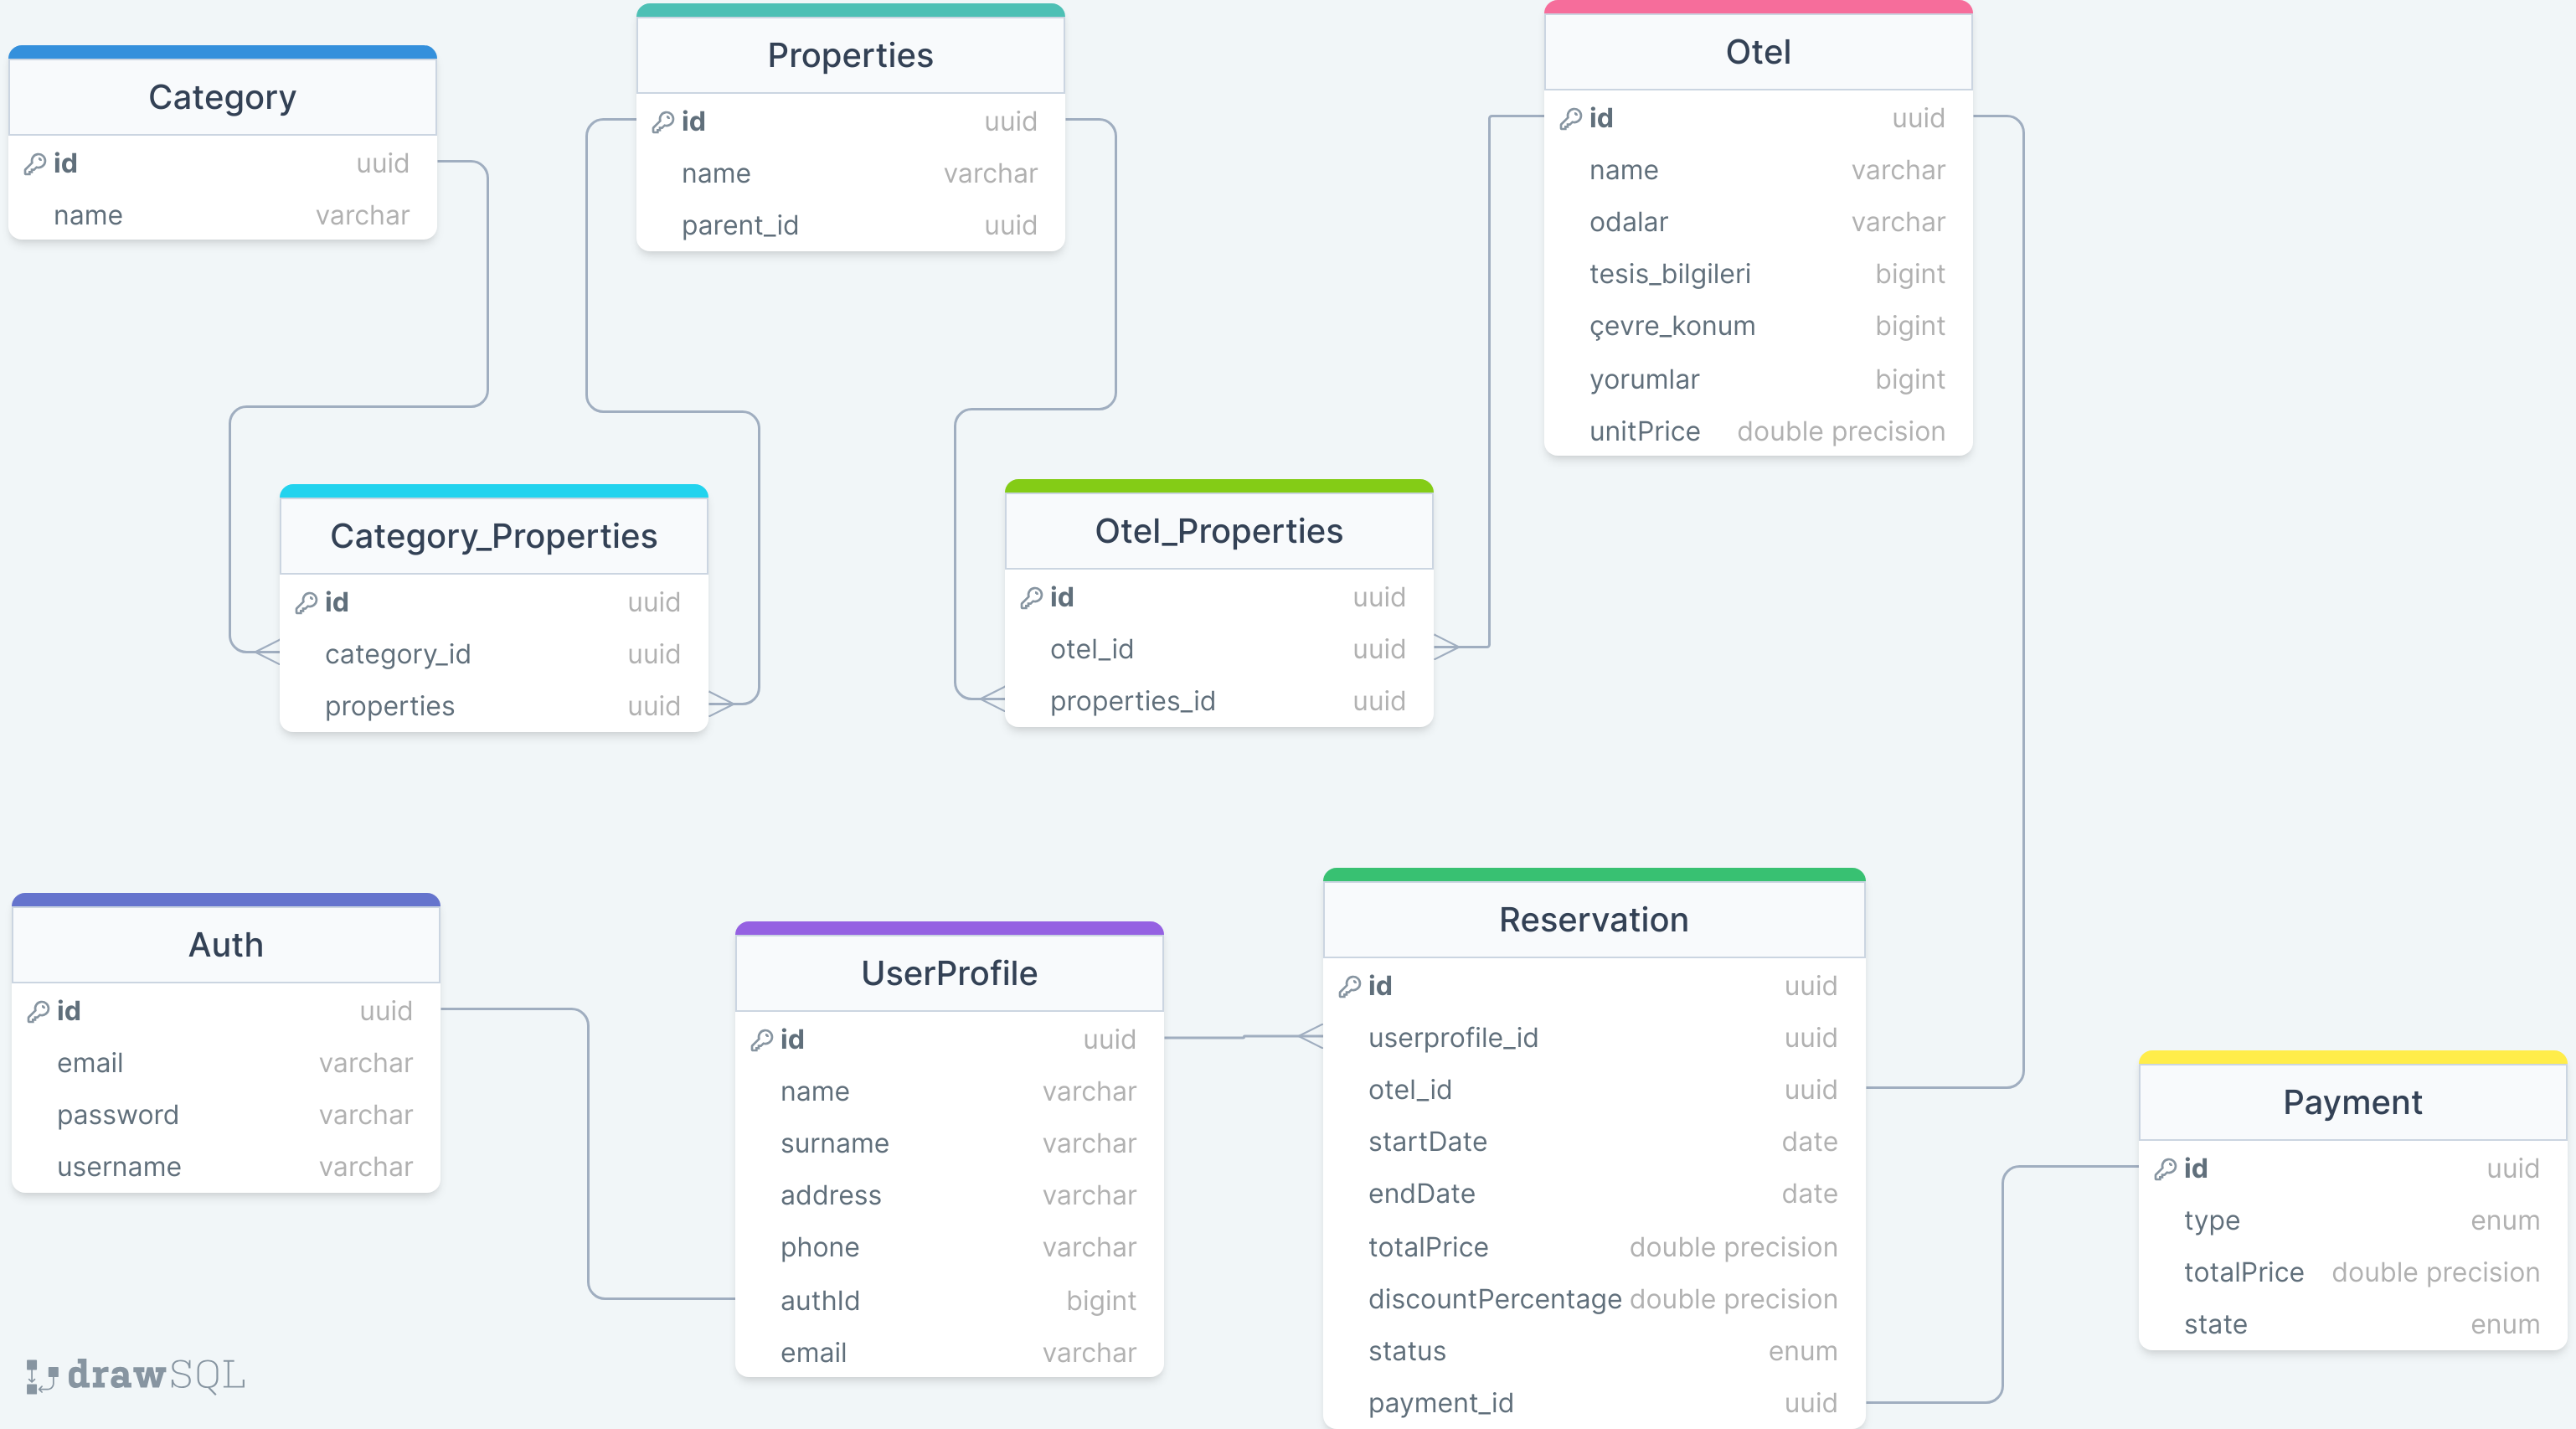 Category
id uuid
name varchar
Properties
id uuid
name varchar
parent_id uuid
Otel
id uuid
name varchar
odalar varchar
tesis_bilgileri bigint
çevre_konum bigint
yorumlar bigint
unitPrice double precision
Category_Properties
id uuid
category_id uuid
properties uuid
Otel_Properties
id uuid
otel_id uuid
properties_id uuid
Auth
id uuid
email varchar
password varchar
username varchar
UserProfile
id uuid
name varchar
surname varchar
address varchar
phone varchar
authId bigint
email varchar
Reservation
id uuid
userprofile_id uuid
otel_id uuid
startDate date
endDate date
totalPrice double precision
discountPercentage double precision
status enum
payment_id uuid
Payment
id uuid
type enum
totalPrice double precision
state enum
drawSQL